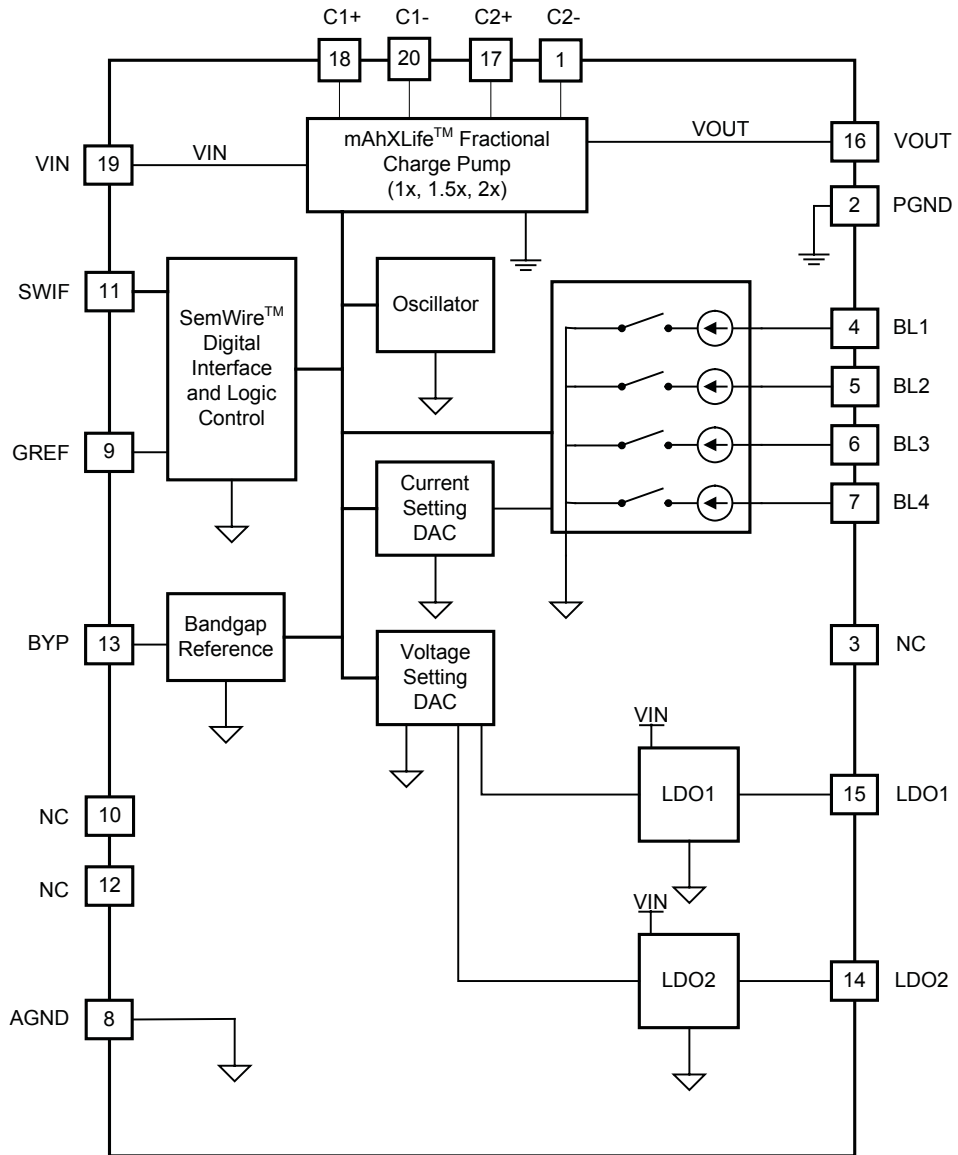 C1+ C1- C2+ C2-
18 20 17 1
mAhXLife™ Fractional
Charge Pump
(1x, 1.5x, 2x)
VIN 19 VIN
VOUT 16 VOUT
2 PGND
SWIF 11
SemWire™
Digital
Interface
and Logic
Control
GREF 9
Oscillator
4 BL1
5 BL2
6 BL3
7 BL4
Current
Setting
DAC
BYP 13
Bandgap
Reference
Voltage
Setting
DAC
3 NC
VIN
LDO1
15 LDO1
NC 10
NC 12
VIN
LDO2
14 LDO2
AGND 8